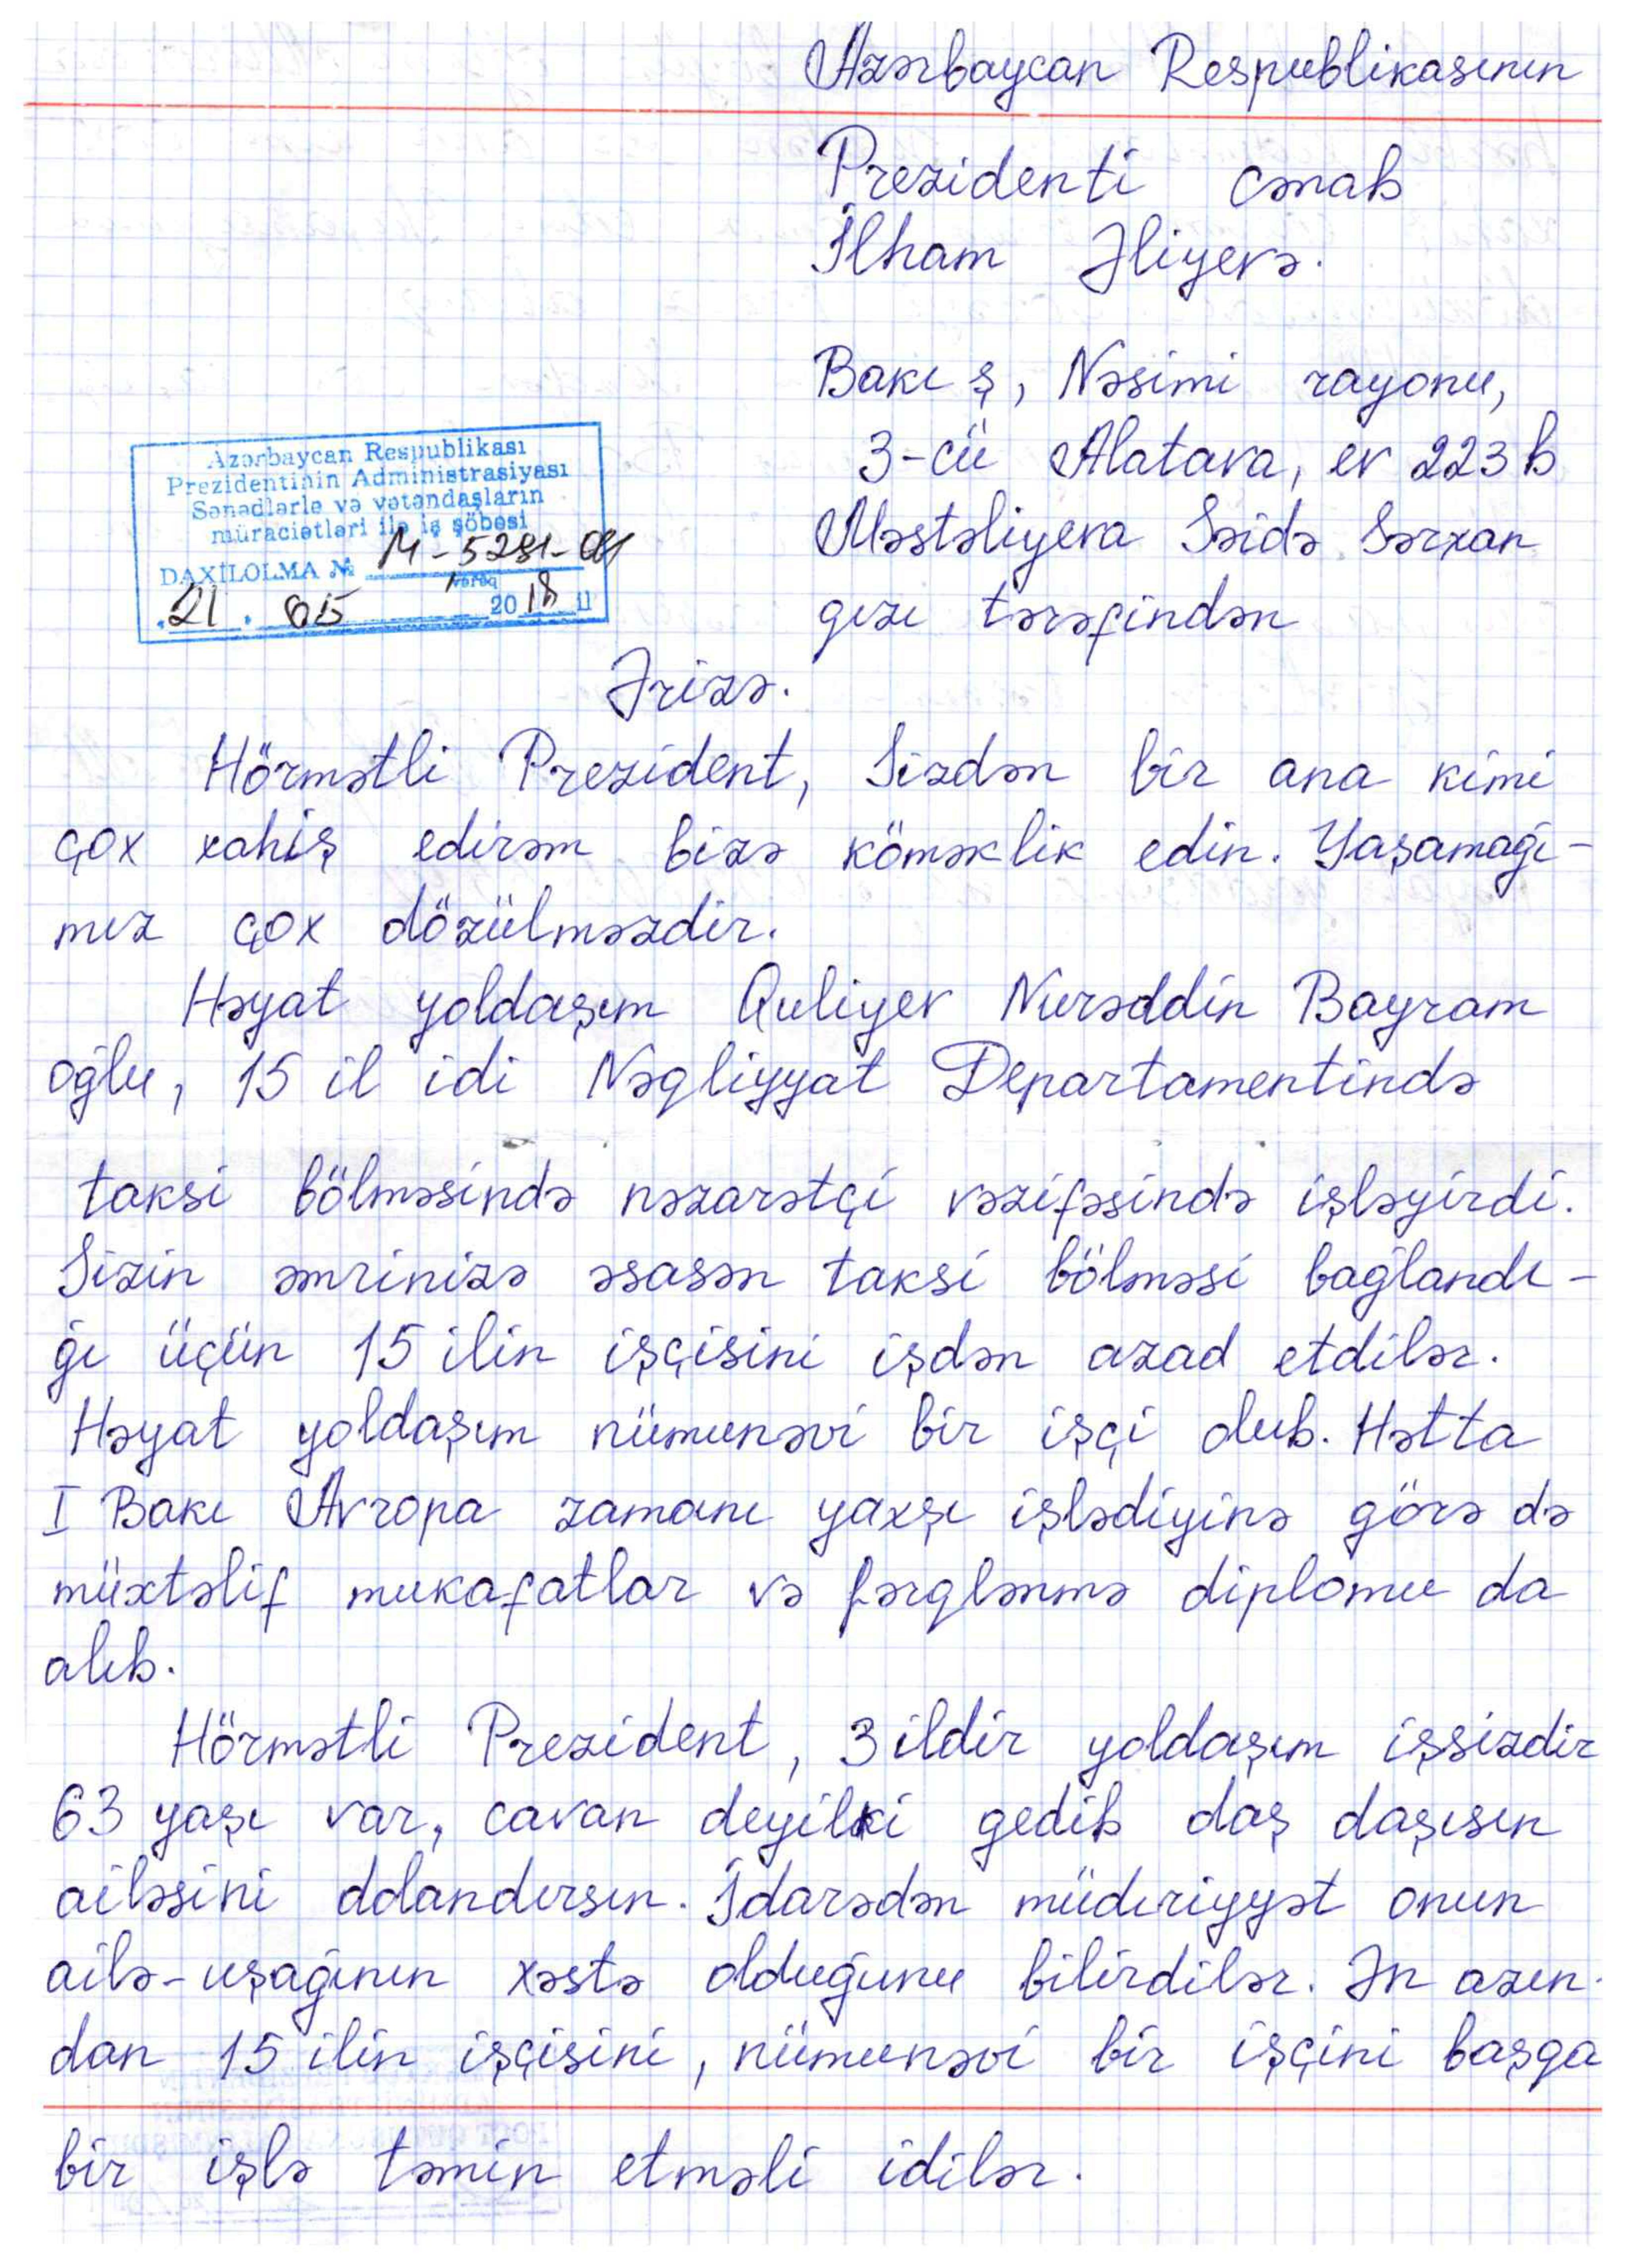 Azərbaycan Respublikasının
Prezidenti cənab
İlham Əliyevə.
Bakı ş, Nəsimi rayonu,
3-cü Alatava, ev 223 b
Məstəliyeva Səidə Sərxan
qızı tərəfindən
Azərbaycan Respublikası
Prezidentinin Administrasiyası
Sənədlərlə və vətəndaşların
müraciətləri ilə iş şöbəsi
DAXİLOLMA №
vərəq
21. 05 2018 il
Ərizə.
Hörmətli Prezident, Sizdən bir ana kimi
çox xahiş edirəm bizə köməklik edin. Yaşamağı-
mız çox dözülməzdir.
Həyat yoldaşım Quliyev Nurəddin Bayram
oğlu, 15 il idi Nəqliyyat Departamentində
taksi bölməsində nəzarətçi vəzifəsində işləyirdi.
Sizin əmrinizə əsasən taksi bölməsi bağlandı-
ğı üçün 15 ilin işçisini işdən azad etdilər.
Həyat yoldaşım nümunəvi bir işçi olub. Hətta
I Bakı Avropa zamanı yaxşı işlədiyinə görə də
müxtəlif mukafatlar və fərqlənmə diplomu da
alıb.
Hörmətli Prezident, 3 ildir yoldaşım işsizdir
63 yaşı var, cavan deyilki gedib daş daşısın
ailəsini dolandırsın. İdarədən müdiriyyət onun
ailə-uşağının xəstə olduğunu bilirdilər. Ən azın-
dan 15 ilin işçisini, nümunəvi bir işçini başqa
bir işlə təmin etməli idilər.